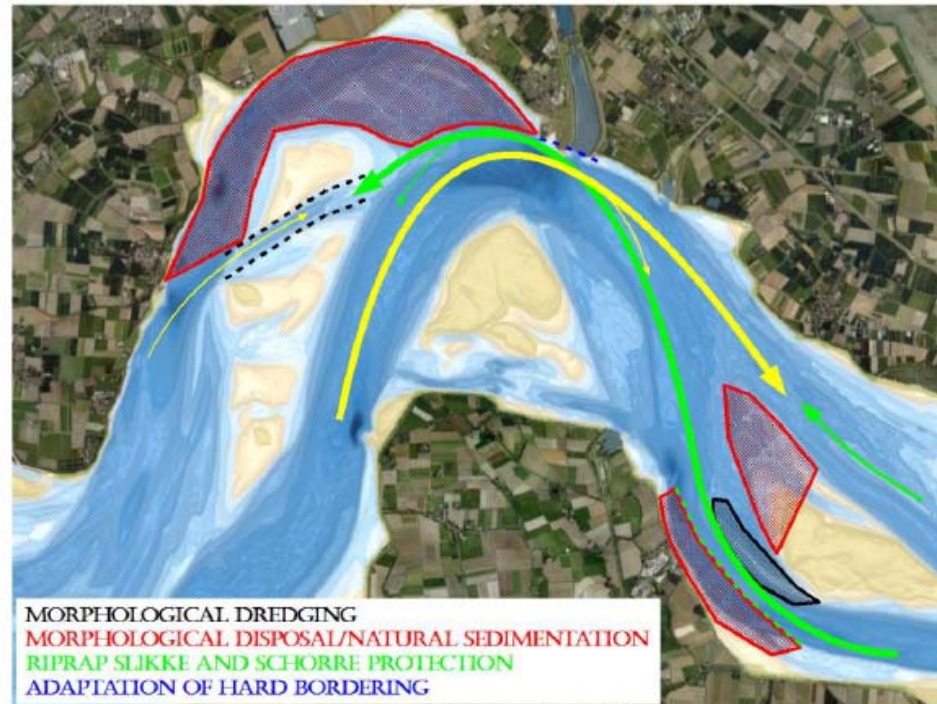 MORPHOLOGICAL DREDGING
MORPHOLOGICAL DISPOSAL/NATURAL SEDIMENTATION
RIPRAP SLIKKE AND SCHORRE PROTECTION
ADAPTATION OF HARD BORDERING